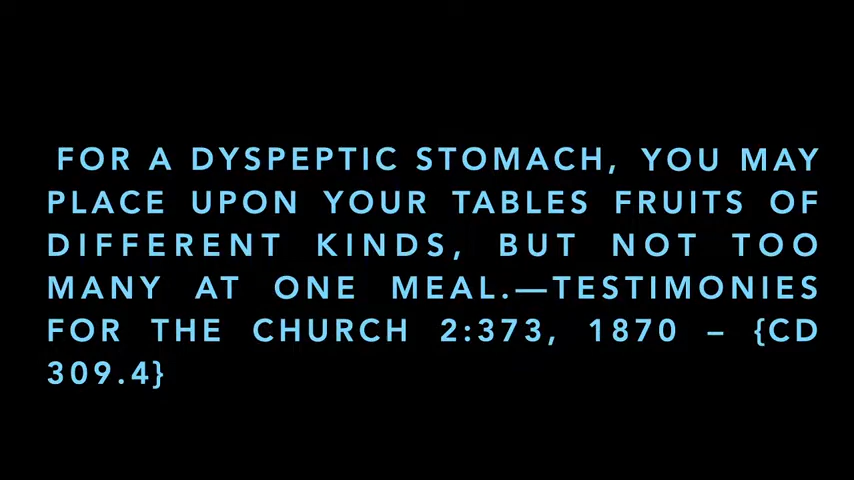 FOR A DYSPEPTIC STOMACH, YOU MAY
PLACE UPON YOUR TABLES FRUITS OF
DIFFERENT KINDS, BUT NOT TOO
MANY AT ONE MEAL.—TESTIMONIES
FOR THE CHURCH 2:373, 1870 – {CD
309.4}